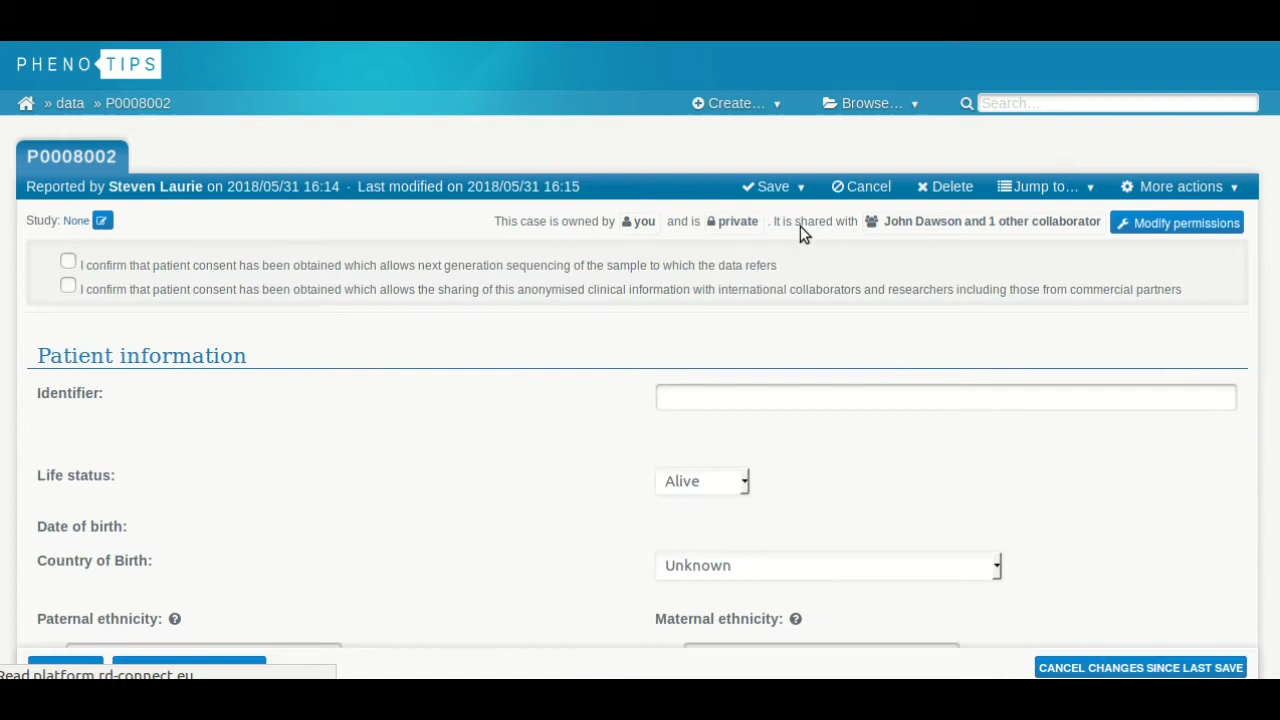 PHENO TIPS
» data » P0008002 Create… ▼ Browse… ▼ Search…
P0008002
Reported by Steven Laurie on 2018/05/31 16:14 · Last modified on 2018/05/31 16:15 Save ▼ Cancel Delete Jump to… ▼ More actions ▼
Study: None This case is owned by you and is private . It is shared with John Dawson and 1 other collaborator Modify permissions
I confirm that patient consent has been obtained which allows next generation sequencing of the sample to which the data refers
I confirm that patient consent has been obtained which allows the sharing of this anonymised clinical information with international collaborators and researchers including those from commercial partners
Patient information
Identifier:
Life status: Alive
Date of birth:
Country of Birth: Unknown
Paternal ethnicity: Maternal ethnicity:
Read platform.rd-connect.eu CANCEL CHANGES SINCE LAST SAVE